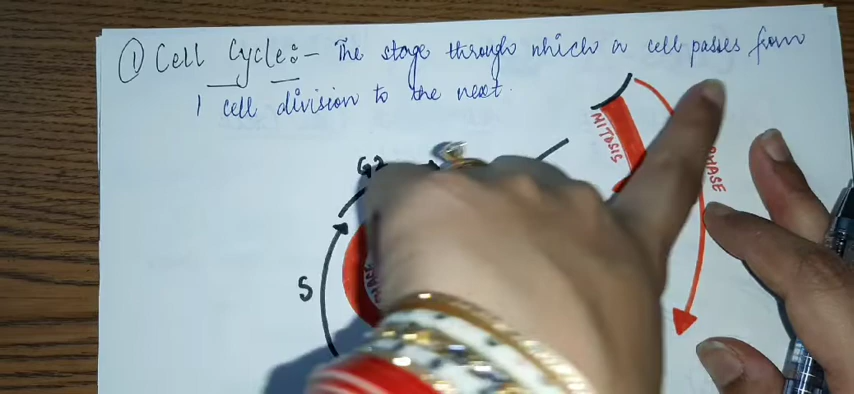 ① Cell Cycle:- The stage through which a cell passes from
1 cell division to the next.
MITOSIS
G2
S